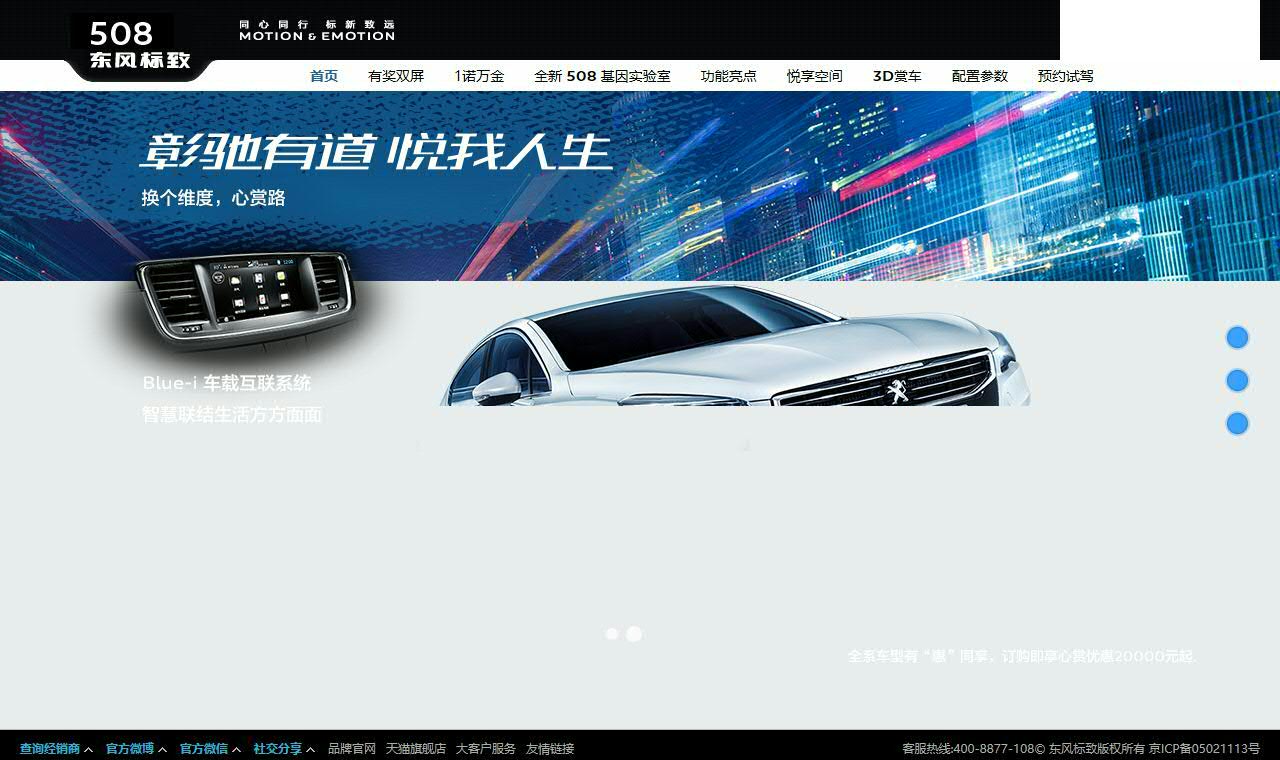 508
东风标致
同心同行 标新致远
MOTION & EMOTION
首页 有奖双屏 1诺万金 全新 508 基因实验室 功能亮点 悦享空间 3D赏车 配置参数 预约试驾
彰驰有道 悦我人生
换个维度，心赏路
Blue-i 车载互联系统
智慧联结生活方方面面
全系车型有“惠”同享，订购即享心赏优惠20000元起.
查询经销商 官方微博 官方微信 社交分享 品牌官网 天猫旗舰店 大客户服务 友情链接 客服热线:400-8877-108© 东风标致版权所有 京ICP备05021113号